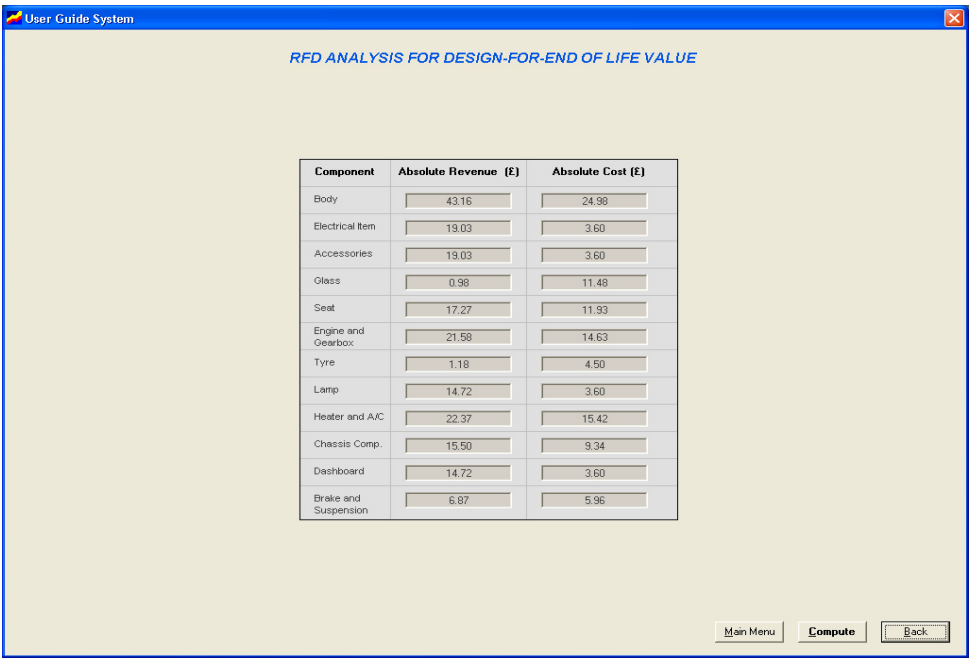 User Guide System
RFD ANALYSIS FOR DESIGN-FOR-END OF LIFE VALUE
Component Absolute Revenue (£) Absolute Cost (£)
Body 43.16 24.98
Electrical Item 19.03 3.60
Accessories 19.03 3.60
Glass 0.98 11.48
Seat 17.27 11.93
Engine and
Gearbox 21.58 14.63
Tyre 1.18 4.50
Lamp 14.72 3.60
Heater and A/C 22.37 15.42
Chassis Comp. 15.50 9.34
Dashboard 14.72 3.60
Brake and
Suspension 6.87 5.96
Main Menu Compute Back